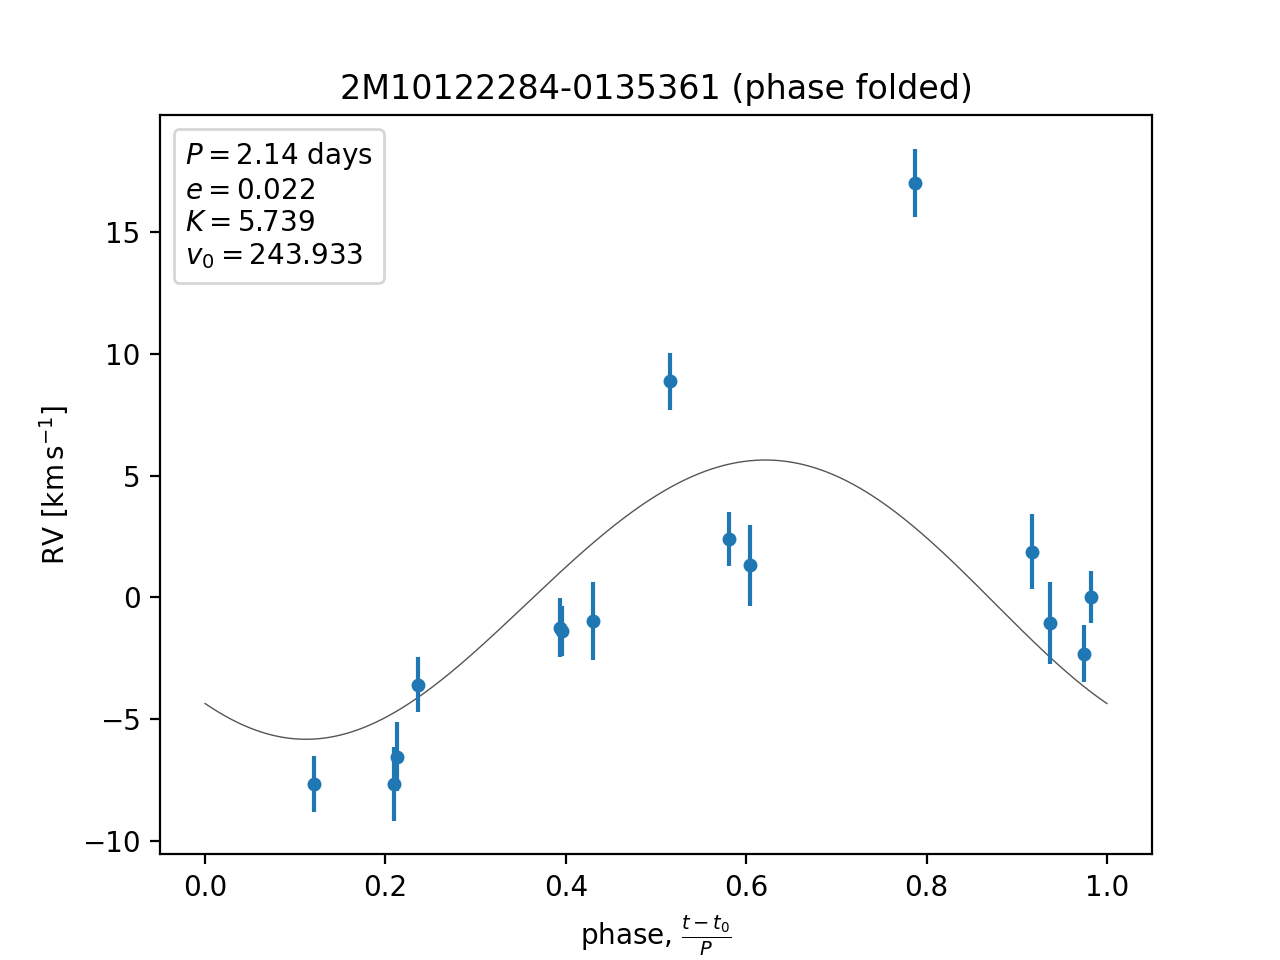 2M10122284-0135361 (phase folded)
P = 2.14 days
e = 0.022
K = 5.739
v₀ = 243.933
15
10
5
0
−5
−10
RV [km s⁻¹]
0.0 0.2 0.4 0.6 0.8 1.0
phase, (t − t₀)/P